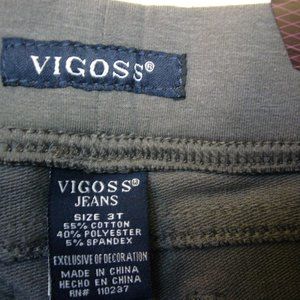 VIGOSS®
VIGOSS®
JEANS
SIZE 3T
55% COTTON
40% POLYESTER
5% SPANDEX
EXCLUSIVE OF DECORATION
MADE IN CHINA
HECHO EN CHINA
RN# 110237